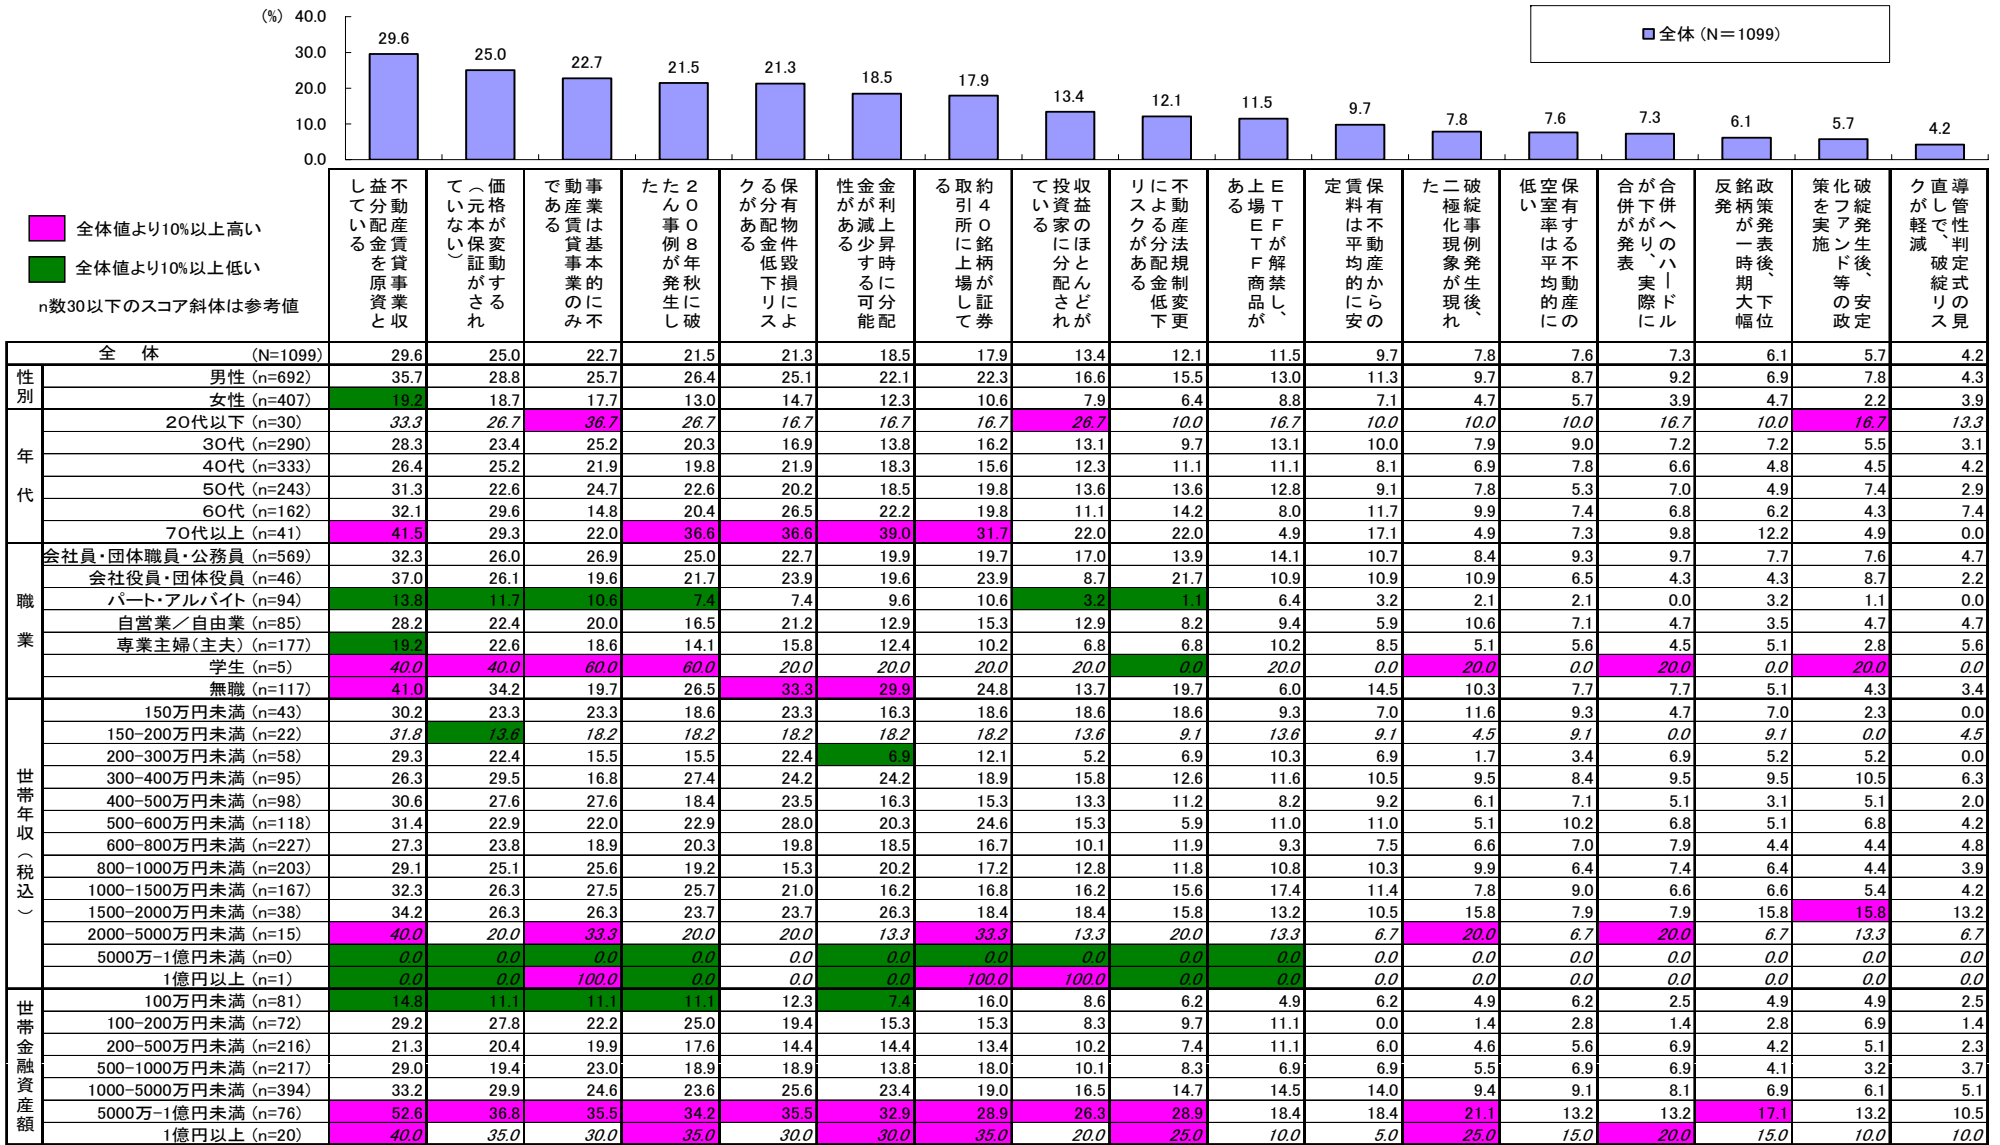 (%)
40.0
30.0
20.0
10.0
0.0
全体 (N=1099)
29.6 25.0 22.7 21.5 21.3 18.5 17.9 13.4 12.1 11.5 9.7 7.8 7.6 7.3 6.1 5.7 4.2
全体値より10%以上高い
全体値より10%以上低い
n数30以下のスコア斜体は参考値
不動産賃貸事業収
益分配金を原資と
している
価格が変動する
(元本保証がされ
ていない)
事業は基本的に不
動産賃貸事業のみ
である
2008年秋に破
たん事例が発生し
た
保有物件毀損によ
る分配金低下リス
クがある
金利上昇時に分配
金が減少する可能
性がある
約40銘柄が証券
取引所に上場して
る
収益のほとんどが
投資家に分配され
ている
不動産法規制変更
による分配金低下
リスクがある
ETFが解禁し、
上場ETF商品が
ある
保有不動産からの
賃料は平均的に安
定
破綻事例発生後、
二極化現象が現れ
た
保有する不動産の
空室率は平均的に
低い
合併へのハードル
が下がり、実際に
合併が発表
政策発表後、下位
銘柄が一時期大幅
反発
破綻発生後、安定
化ファンド等の政
策を実施
導管性判定式の見
直しで、破綻リス
クが軽減
全 体 (N=1099) 29.6 25.0 22.7 21.5 21.3 18.5 17.9 13.4 12.1 11.5 9.7 7.8 7.6 7.3 6.1 5.7 4.2
性別
男性 (n=692) 35.7 28.8 25.7 26.4 25.1 22.1 22.3 16.6 15.5 13.0 11.3 9.7 8.7 9.2 6.9 7.8 4.3
女性 (n=407) 19.2 18.7 17.7 13.0 14.7 12.3 10.6 7.9 6.4 8.8 7.1 4.7 5.7 3.9 4.7 2.2 3.9
年代
20代以下 (n=30) 33.3 26.7 36.7 26.7 16.7 16.7 16.7 26.7 10.0 16.7 10.0 10.0 10.0 16.7 10.0 16.7 13.3
30代 (n=290) 28.3 23.4 25.2 20.3 16.9 13.8 16.2 13.1 9.7 13.1 10.0 7.9 9.0 7.2 7.2 5.5 3.1
40代 (n=333) 26.4 25.2 21.9 19.8 21.9 18.3 15.6 12.3 11.1 11.1 8.1 6.9 7.8 6.6 4.8 4.5 4.2
50代 (n=243) 31.3 22.6 24.7 22.6 20.2 18.5 19.8 13.6 13.6 12.8 9.1 7.8 5.3 7.0 4.9 7.4 2.9
60代 (n=162) 32.1 29.6 14.8 20.4 26.5 22.2 19.8 11.1 14.2 8.0 11.7 9.9 7.4 6.8 6.2 4.3 7.4
70代以上 (n=41) 41.5 29.3 22.0 36.6 36.6 39.0 31.7 22.0 22.0 4.9 17.1 4.9 7.3 9.8 12.2 4.9 0.0
職業
会社員・団体職員・公務員 (n=569) 32.3 26.0 26.9 25.0 22.7 19.9 19.7 17.0 13.9 14.1 10.7 8.4 9.3 9.7 7.7 7.6 4.7
会社役員・団体役員 (n=46) 37.0 26.1 19.6 21.7 23.9 19.6 23.9 8.7 21.7 10.9 10.9 10.9 6.5 4.3 4.3 8.7 2.2
パート・アルバイト (n=94) 13.8 11.7 10.6 7.4 7.4 9.6 10.6 3.2 1.1 6.4 3.2 2.1 2.1 0.0 3.2 1.1 0.0
自営業/自由業 (n=85) 28.2 22.4 20.0 16.5 21.2 12.9 15.3 12.9 8.2 9.4 5.9 10.6 7.1 4.7 3.5 4.7 4.7
専業主婦(主夫) (n=177) 19.2 22.6 18.6 14.1 15.8 12.4 10.2 6.8 6.8 10.2 8.5 5.1 5.6 4.5 5.1 2.8 5.6
学生 (n=5) 40.0 40.0 60.0 60.0 20.0 20.0 20.0 20.0 0.0 20.0 0.0 20.0 0.0 20.0 0.0 20.0 0.0
無職 (n=117) 41.0 34.2 19.7 26.5 33.3 29.9 24.8 13.7 19.7 6.0 14.5 10.3 7.7 7.7 5.1 4.3 3.4
世帯年収(税込)
150万円未満 (n=43) 30.2 23.3 23.3 18.6 23.3 16.3 18.6 18.6 18.6 9.3 7.0 11.6 9.3 4.7 7.0 2.3 0.0
150-200万円未満 (n=22) 31.8 13.6 18.2 18.2 18.2 18.2 18.2 13.6 9.1 13.6 9.1 4.5 9.1 0.0 9.1 0.0 4.5
200-300万円未満 (n=58) 29.3 22.4 15.5 15.5 22.4 6.9 12.1 5.2 6.9 10.3 6.9 1.7 3.4 6.9 5.2 5.2 0.0
300-400万円未満 (n=95) 26.3 29.5 16.8 27.4 24.2 24.2 18.9 15.8 12.6 11.6 10.5 9.5 8.4 9.5 9.5 10.5 6.3
400-500万円未満 (n=98) 30.6 27.6 27.6 18.4 23.5 16.3 15.3 13.3 11.2 8.2 9.2 6.1 7.1 5.1 3.1 5.1 2.0
500-600万円未満 (n=118) 31.4 22.9 22.0 22.9 28.0 20.3 24.6 15.3 5.9 11.0 11.0 5.1 10.2 6.8 5.1 6.8 4.2
600-800万円未満 (n=227) 27.3 23.8 18.9 20.3 19.8 18.5 16.7 10.1 11.9 9.3 7.5 6.6 7.0 7.9 4.4 4.4 4.8
800-1000万円未満 (n=203) 29.1 25.1 25.6 19.2 15.3 20.2 17.2 12.8 11.8 10.8 10.3 9.9 6.4 7.4 6.4 4.4 3.9
1000-1500万円未満 (n=167) 32.3 26.3 27.5 25.7 21.0 16.2 16.8 16.2 15.6 17.4 11.4 7.8 9.0 6.6 6.6 5.4 4.2
1500-2000万円未満 (n=38) 34.2 26.3 26.3 23.7 23.7 26.3 18.4 18.4 15.8 13.2 10.5 15.8 7.9 7.9 15.8 15.8 13.2
2000-5000万円未満 (n=15) 40.0 20.0 33.3 20.0 20.0 13.3 33.3 13.3 20.0 13.3 6.7 20.0 6.7 20.0 6.7 13.3 6.7
5000万-1億円未満 (n=0) 0.0 0.0 0.0 0.0 0.0 0.0 0.0 0.0 0.0 0.0 0.0 0.0 0.0 0.0 0.0 0.0 0.0
1億円以上 (n=1) 0.0 0.0 100.0 0.0 0.0 0.0 100.0 100.0 0.0 0.0 0.0 0.0 0.0 0.0 0.0 0.0 0.0
世帯金融資産額
100万円未満 (n=81) 14.8 11.1 11.1 11.1 12.3 7.4 16.0 8.6 6.2 4.9 6.2 4.9 6.2 2.5 4.9 4.9 2.5
100-200万円未満 (n=72) 29.2 27.8 22.2 25.0 19.4 15.3 15.3 8.3 9.7 11.1 0.0 1.4 2.8 1.4 2.8 6.9 1.4
200-500万円未満 (n=216) 21.3 20.4 19.9 17.6 14.4 14.4 13.4 10.2 7.4 11.1 6.0 4.6 5.6 6.9 4.2 5.1 2.3
500-1000万円未満 (n=217) 29.0 19.4 23.0 18.9 18.9 13.8 18.0 10.1 8.3 6.9 6.9 5.5 6.9 6.9 4.1 3.2 3.7
1000-5000万円未満 (n=394) 33.2 29.9 24.6 23.6 25.6 23.4 19.0 16.5 14.7 14.5 14.0 9.4 9.1 8.1 6.9 6.1 5.1
5000万-1億円未満 (n=76) 52.6 36.8 35.5 34.2 35.5 32.9 28.9 26.3 28.9 18.4 18.4 21.1 13.2 13.2 17.1 13.2 10.5
1億円以上 (n=20) 40.0 35.0 30.0 35.0 30.0 30.0 35.0 20.0 25.0 10.0 5.0 25.0 15.0 20.0 15.0 10.0 10.0